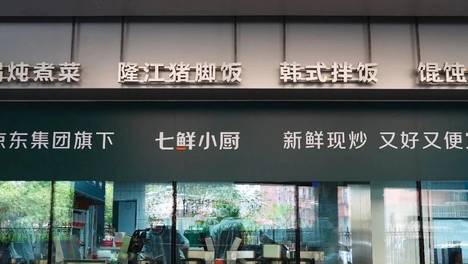 炖煮菜 隆江猪脚饭 韩式拌饭 馄饨
京东集团旗下 七鲜小厨 新鲜现炒 又好又便宜